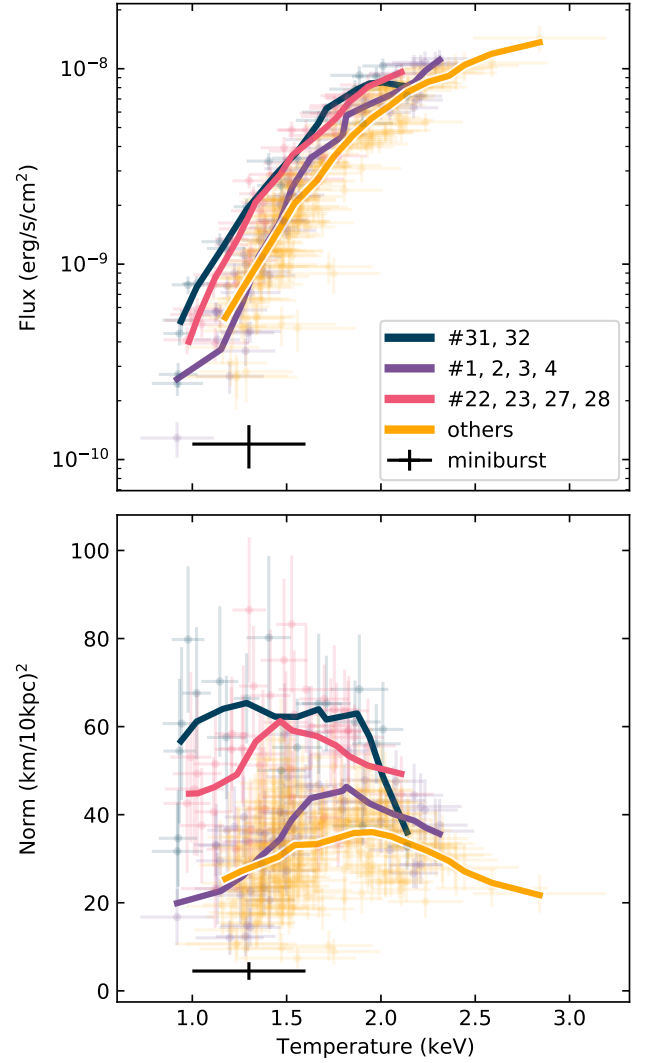 10⁻⁸
10⁻⁹
10⁻¹⁰
Flux (erg/s/cm²)
#31, 32
#1, 2, 3, 4
#22, 23, 27, 28
others
miniburst
100
80
60
40
20
0
Norm (km/10kpc)²
1.0 1.5 2.0 2.5 3.0
Temperature (keV)